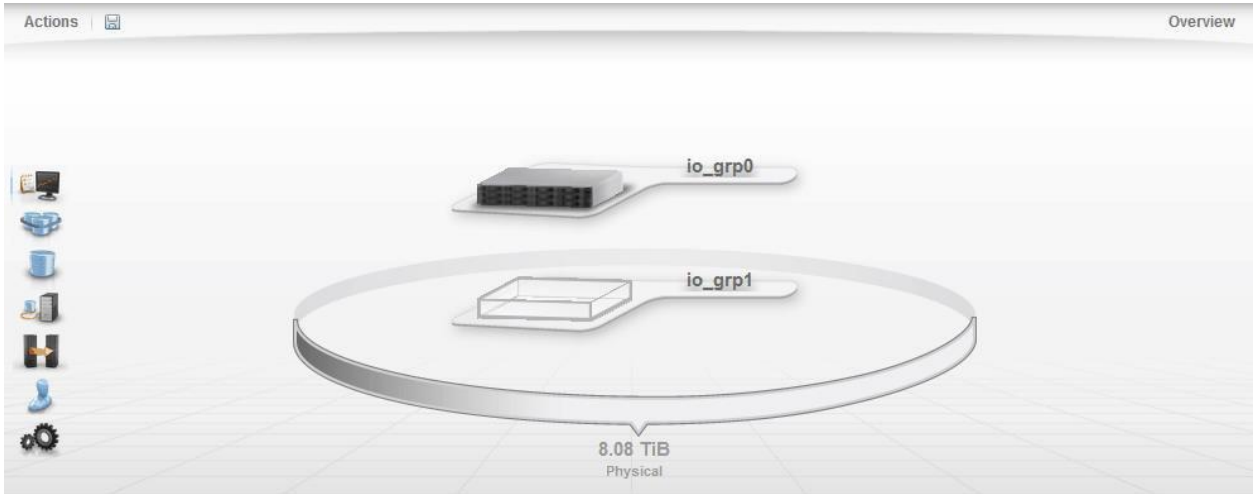 Actions
Overview
io_grp0
io_grp1
8.08 TiB
Physical